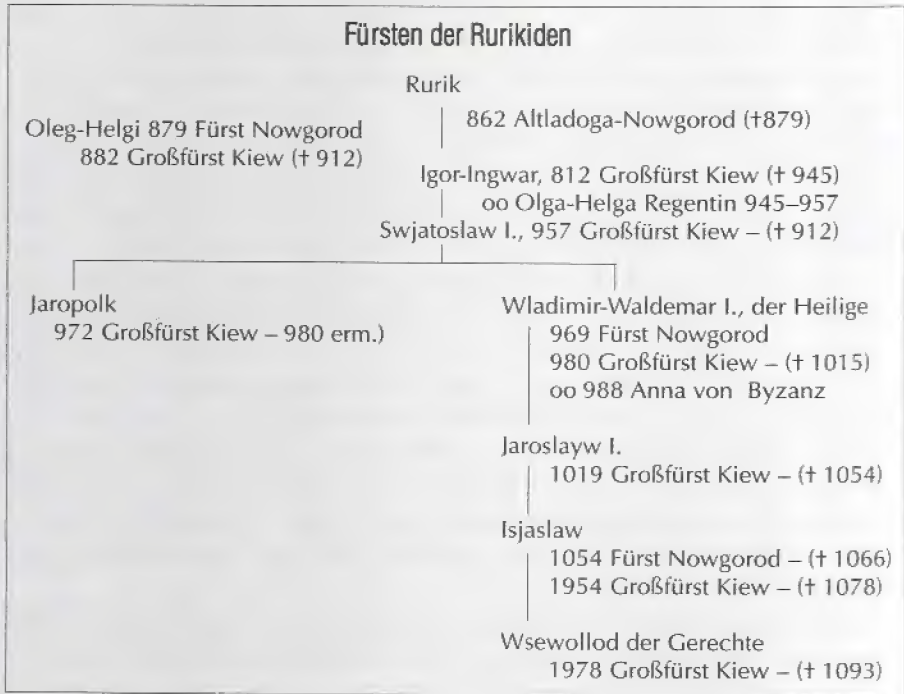 Fürsten der Rurikiden
Rurik
862 Altladoga-Nowgorod (†879)
Oleg-Helgi 879 Fürst Nowgorod
882 Großfürst Kiew († 912)
Igor-Ingwar, 812 Großfürst Kiew († 945)
oo Olga-Helga Regentin 945–957
Swjatoslaw I., 957 Großfürst Kiew – († 912)
Jaropolk
972 Großfürst Kiew – 980 erm.)
Wladimir-Waldemar I., der Heilige
969 Fürst Nowgorod
980 Großfürst Kiew – († 1015)
oo 988 Anna von Byzanz
Jaroslayw I.
1019 Großfürst Kiew – († 1054)
Isjaslaw
1054 Fürst Nowgorod – († 1066)
1954 Großfürst Kiew – († 1078)
Wsewollod der Gerechte
1978 Großfürst Kiew – († 1093)